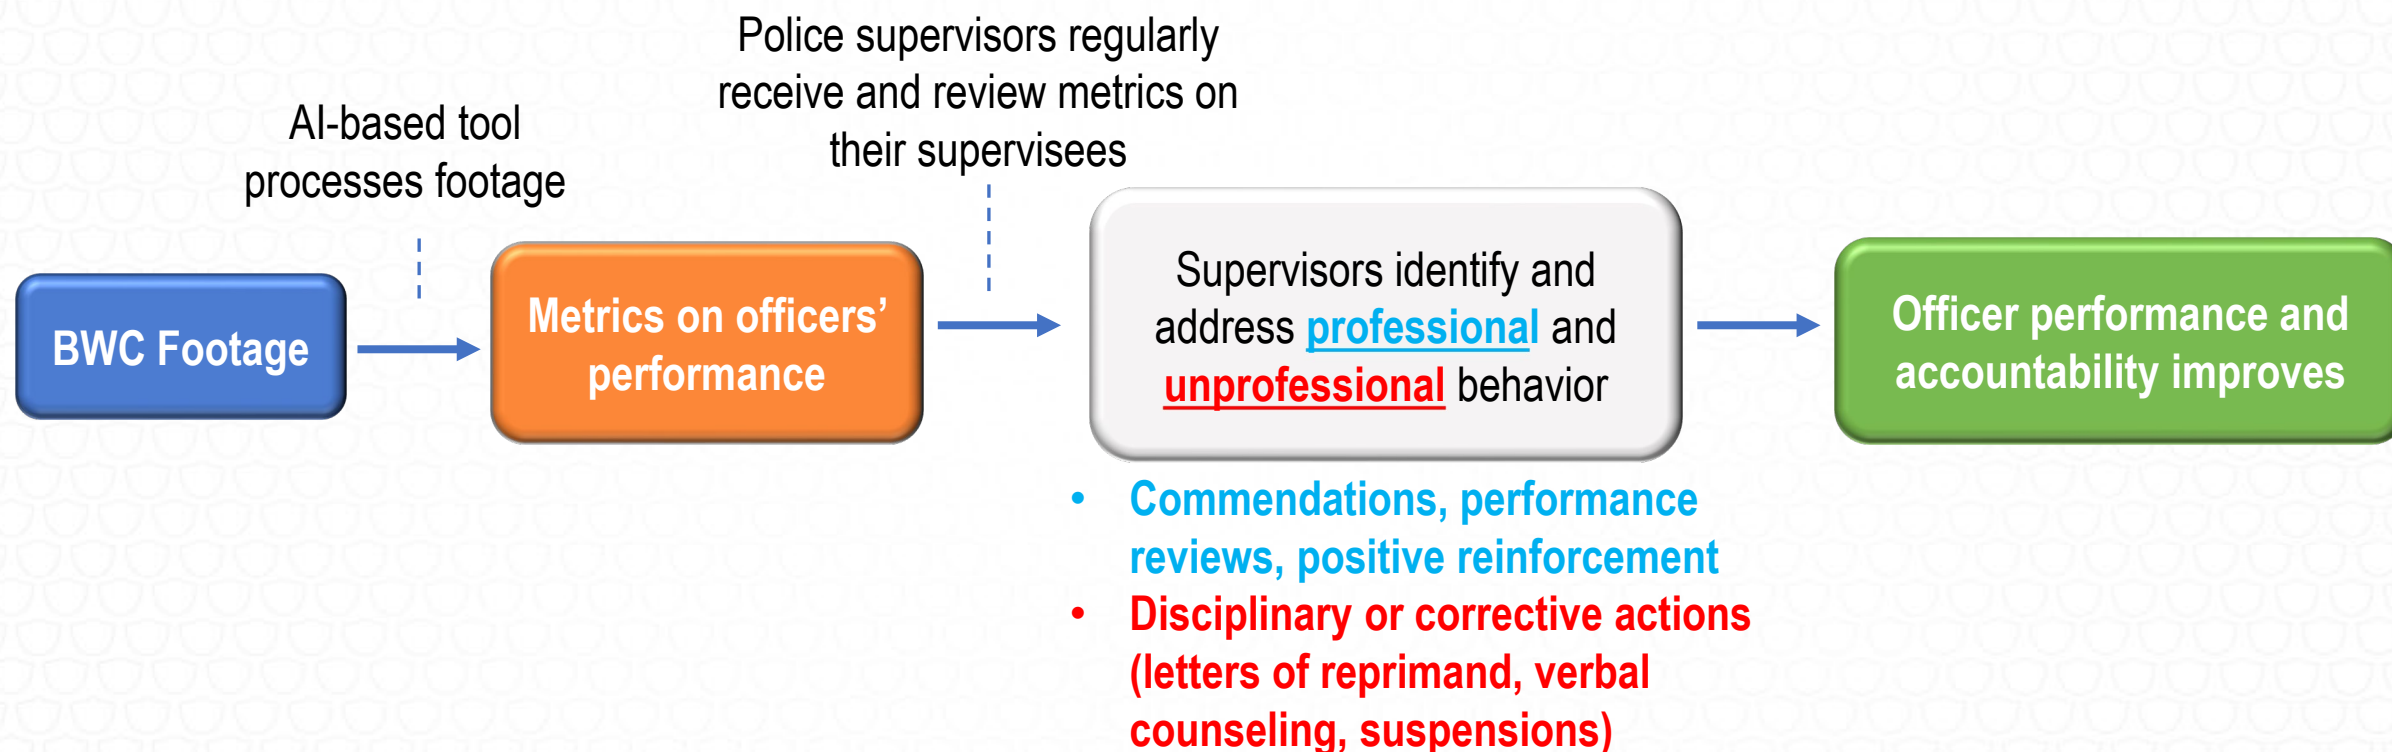 Police supervisors regularly
receive and review metrics on
their supervisees
AI-based tool
processes footage
BWC Footage
Metrics on officers’
performance
Supervisors identify and
address professional and
unprofessional behavior
Officer performance and
accountability improves
• Commendations, performance
reviews, positive reinforcement
• Disciplinary or corrective actions
(letters of reprimand, verbal
counseling, suspensions)